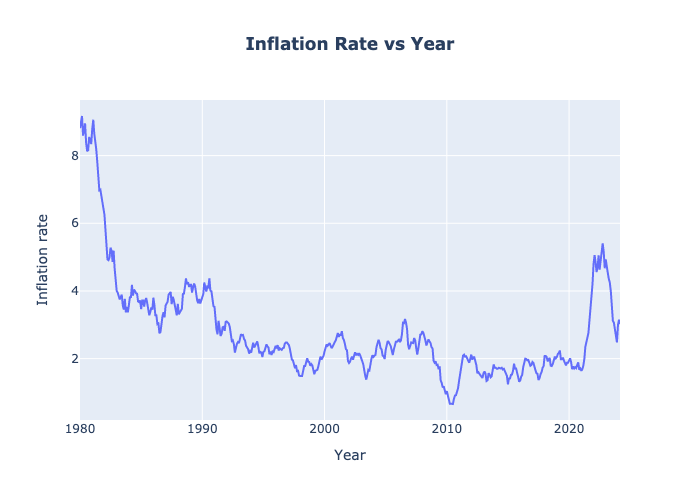 Inflation Rate vs Year
Inflation rate
8
6
4
2
1980 1990 2000 2010 2020
Year